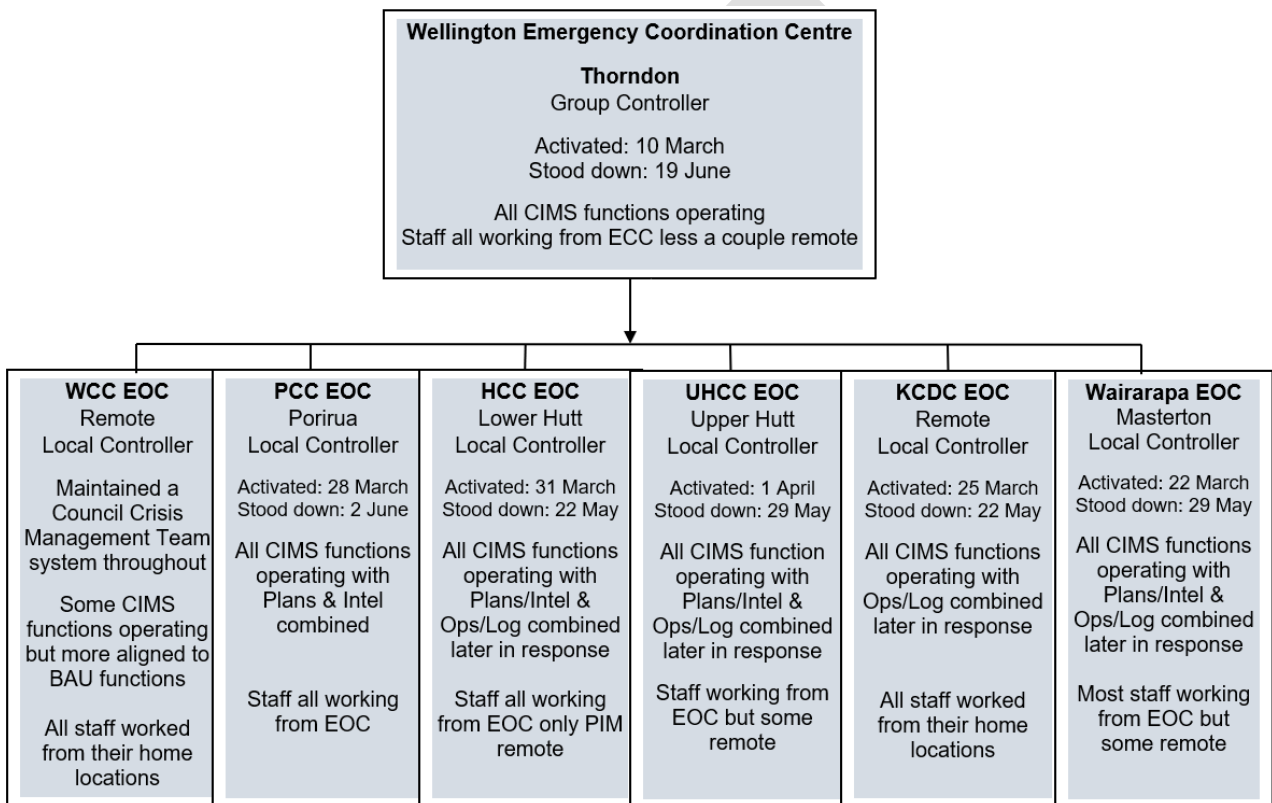 Wellington Emergency Coordination Centre
Thorndon
Group Controller
Activated: 10 March
Stood down: 19 June
All CIMS functions operating
Staff all working from ECC less a couple remote
WCC EOC
Remote
Local Controller
Maintained a
Council Crisis
Management Team
system throughout
Some CIMS
functions operating
but more aligned to
BAU functions
All staff worked
from their home
locations
PCC EOC
Porirua
Local Controller
Activated: 28 March
Stood down: 2 June
All CIMS functions
operating with
Plans & Intel
combined
Staff all working
from EOC
HCC EOC
Lower Hutt
Local Controller
Activated: 31 March
Stood down: 22 May
All CIMS functions
operating with
Plans/Intel &
Ops/Log combined
later in response
Staff all working
from EOC only PIM
remote
UHCC EOC
Upper Hutt
Local Controller
Activated: 1 April
Stood down: 29 May
All CIMS function
operating with
Plans/Intel &
Ops/Log combined
later in response
Staff working from
EOC but some
remote
KCDC EOC
Remote
Local Controller
Activated: 25 March
Stood down: 22 May
All CIMS functions
operating with
Ops/Log combined
later in response
All staff worked
from their home
locations
Wairarapa EOC
Masterton
Local Controller
Activated: 22 March
Stood down: 29 May
All CIMS functions
operating with
Plans/Intel &
Ops/Log combined
later in response
Most staff working
from EOC but
some remote